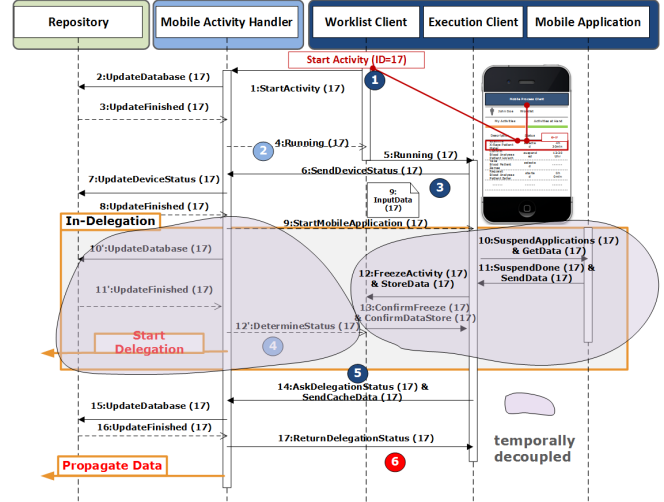 Repository
Mobile Activity Handler
Worklist Client
Execution Client
Mobile Application
Start Activity (ID=17)
1
2:UpdateDatabase (17)
1:StartActivity (17)
3:UpdateFinished (17)
Mobile Process Client
My Activities
2
4:Running (17)
5:Running (17)
6:SendDeviceStatus (17)
7:UpdateDeviceStatus (17)
3
9:
InputData
(17)
8:UpdateFinished (17)
In-Delegation
9:StartMobileApplication (17)
10:SuspendApplications (17)
& GetData (17)
10':UpdateDatabase (17)
11:SuspendDone (17) &
SendData (17)
12:FreezeActivity (17)
& StoreData (17)
11':UpdateFinished (17)
13:ConfirmFreeze (17)
& ConfirmDataStore (17)
12':DetermineStatus (17)
Start
Delegation
4
5
14:AskDelegationStatus (17) &
SendCacheData (17)
15:UpdateDatabase (17)
16:UpdateFinished (17)
17:ReturnDelegationStatus (17)
temporally
decoupled
6
Propagate Data